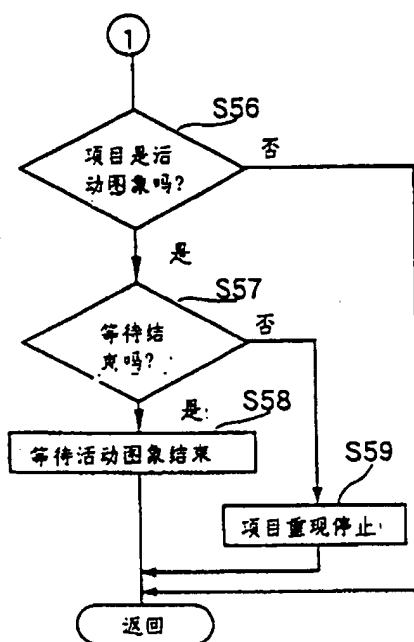 1
S56
项目是活
动图象吗?
否
是
S57
等待结
束吗?
否
是:
S58
等待活动图象结束
S59
项目重现停止
返回